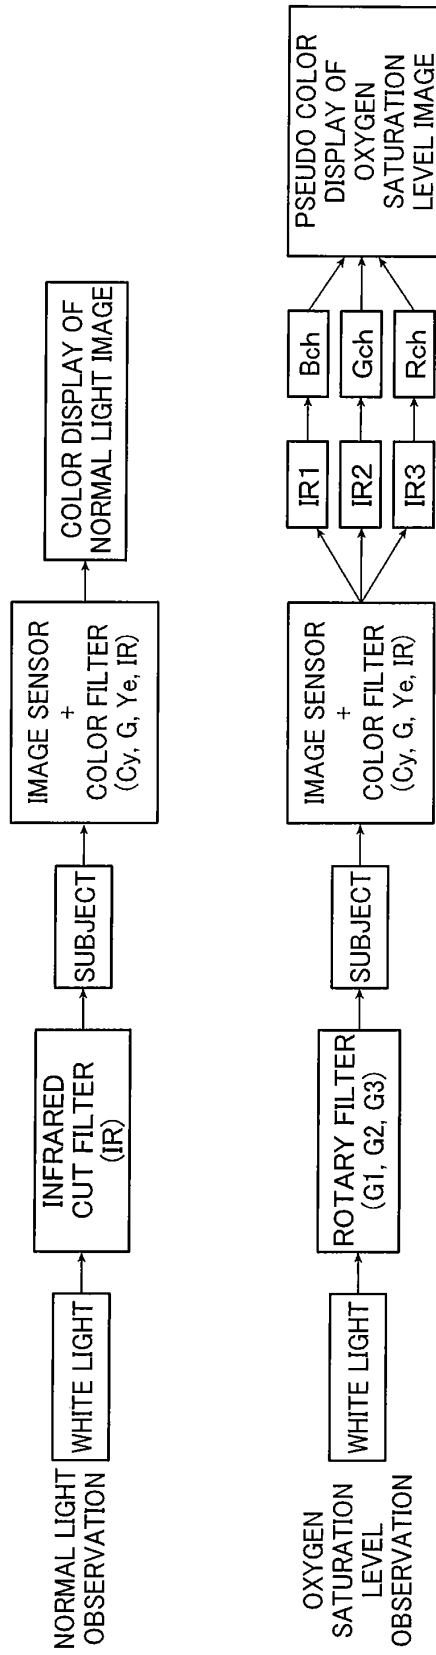 NORMAL LIGHT
OBSERVATION
WHITE LIGHT
INFRARED
CUT FILTER
(IR)
SUBJECT
IMAGE SENSOR
+
COLOR FILTER
(Cy, G, Ye, IR)
COLOR DISPLAY OF
NORMAL LIGHT IMAGE
OXYGEN
SATURATION
LEVEL
OBSERVATION
WHITE LIGHT
ROTARY FILTER
(G1, G2, G3)
SUBJECT
IMAGE SENSOR
+
COLOR FILTER
(Cy, G, Ye, IR)
IR1
Bch
IR2
Gch
IR3
Rch
PSEUDO COLOR
DISPLAY OF
OXYGEN
SATURATION
LEVEL IMAGE